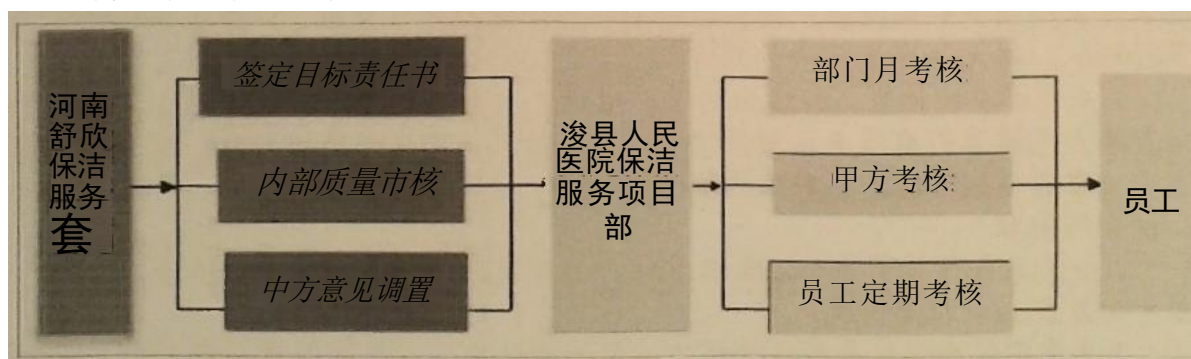 河南
舒欣
保洁
服务
套
签定目标责任书
内部质量市核
中方意见调置
浚县人民
医院保洁
服务项目
部
部门月考核
甲方考核
员工定期考核
员工